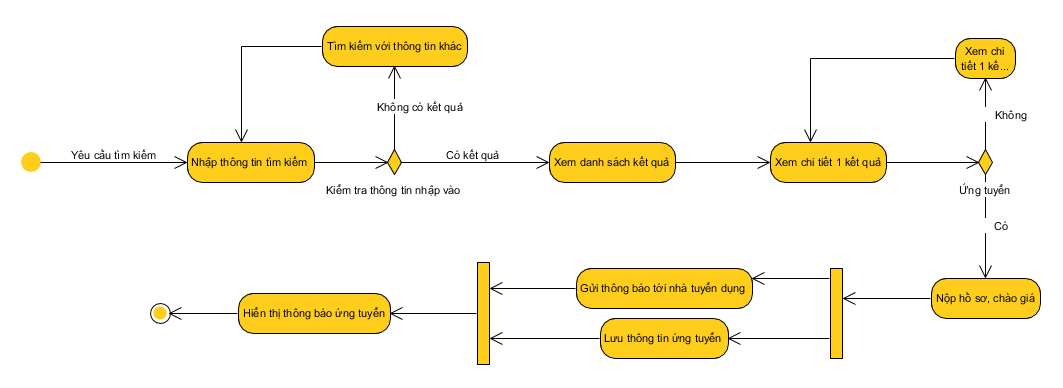 Tìm kiếm với thông tin khác
Xem chi
tiết 1 kế...
Không có kết quả
Không
Yêu cầu tìm kiếm
Nhập thông tin tìm kiếm
Có kết quả
Xem danh sách kết quả
Xem chi tiết 1 kết quả
Kiểm tra thông tin nhập vào
Ứng tuyển
Có
Gửi thông báo tới nhà tuyển dụng
Nộp hồ sơ, chào giá
Hiển thị thông báo ứng tuyển
Lưu thông tin ứng tuyển